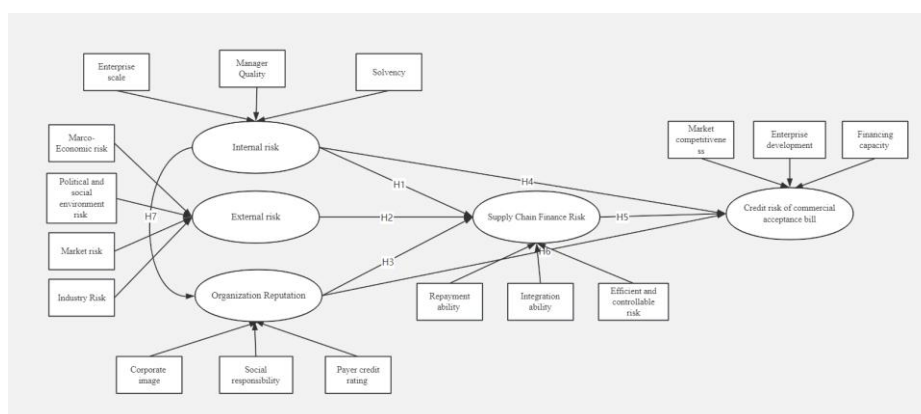 Enterprise
scale
Manager
Quality
Solvency
Marco-
Economic risk
Political and
social
environment
risk
Market risk
Industry Risk
Internal risk
External risk
Organization Reputation
H7
H1
H2
H3
H4
H5
H6
Supply Chain Finance Risk
Market
competitivene
ss
Enterprise
development
Financing
capacity
Credit risk of commercial
acceptance bill
Repayment
ability
Integration
ability
Efficient and
controllable
risk
Corporate
image
Social
responsibility
Payer credit
rating